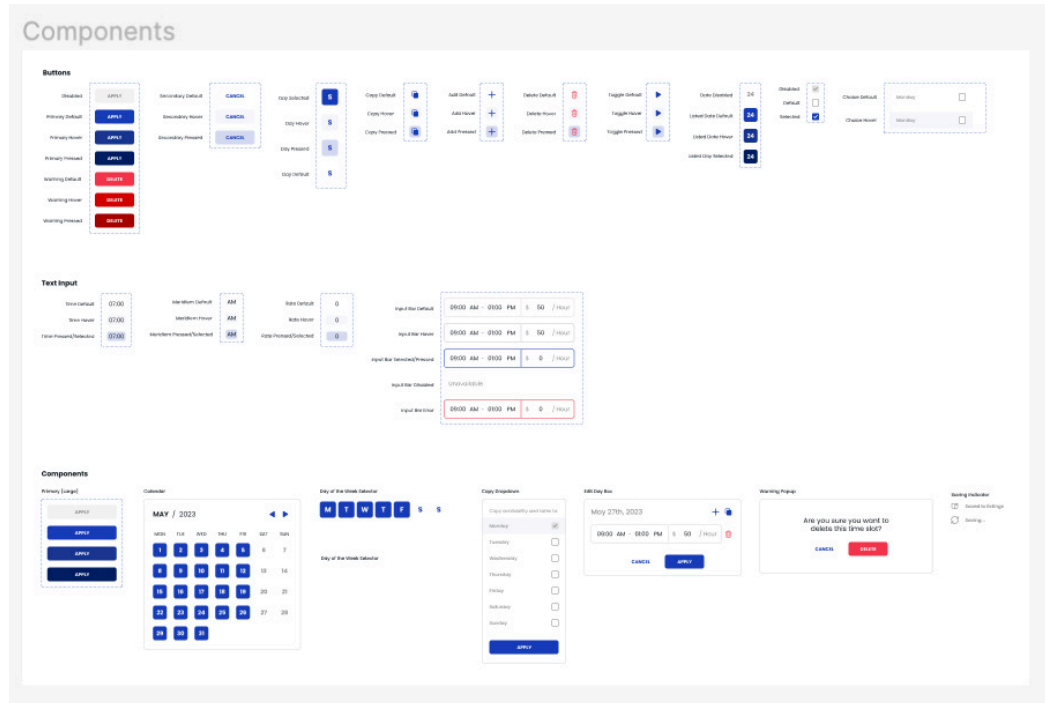 Components
Buttons
Disabled
APPLY
Primary Default
APPLY
Primary Hover
APPLY
Primary Pressed
APPLY
Warning Default
DELETE
Warning Hover
DELETE
Warning Pressed
DELETE
Secondary Default
CANCEL
Secondary Hover
CANCEL
Secondary Pressed
CANCEL
Day Selected
S
Day Hover
S
Day Pressed
S
Day Default
S
Copy Default
Copy Hover
Copy Pressed
Add Default
Add Hover
Add Pressed
Delete Default
Delete Hover
Delete Pressed
Toggle Default
Toggle Hover
Toggle Pressed
Date Disabled
24
Listed Date Default
24
Listed Date Hover
24
Listed Day Selected
24
Disabled
Default
Selected
Choice Default
Monday
Choice Hover
Monday
Text Input
Time Default
07:00
Time Hover
07:00
Time Pressed/Selected
07:00
Meridiem Default
AM
Meridiem Hover
AM
Meridiem Pressed/Selected
AM
Rate Default
0
Rate Hover
0
Rate Pressed/Selected
0
Input Bar Default
09:00 AM - 01:00 PM $ 50 / Hour
Input Bar Hover
09:00 AM - 01:00 PM $ 50 / Hour
Input Bar Selected/Pressed
09:00 AM - 01:00 PM $ 0 / Hour
Input Bar Disabled
Unavailable
Input Bar Error
09:00 AM - 01:00 PM $ 0 / Hour
Components
Primary (Large)
APPLY
APPLY
APPLY
APPLY
Calendar
MAY / 2023
MON TUE WED THU FRI SAT SUN
1 2 3 4 5 6 7
8 9 10 11 12 13 14
15 16 17 18 19 20 21
22 23 24 25 26 27 28
29 30 31
Day of the Week Selector
M T W T F S S
Day of the Week Selector
Copy Dropdown
Copy availability and rates to
Monday
Tuesday
Wednesday
Thursday
Friday
Saturday
Sunday
APPLY
Edit Day Box
May 27th, 2023
09:00 AM - 01:00 PM $ 50 / Hour
CANCEL APPLY
Warning Popup
Are you sure you want to
delete this time slot?
CANCEL DELETE
Saving Indicator
Saved to listings
Saving...